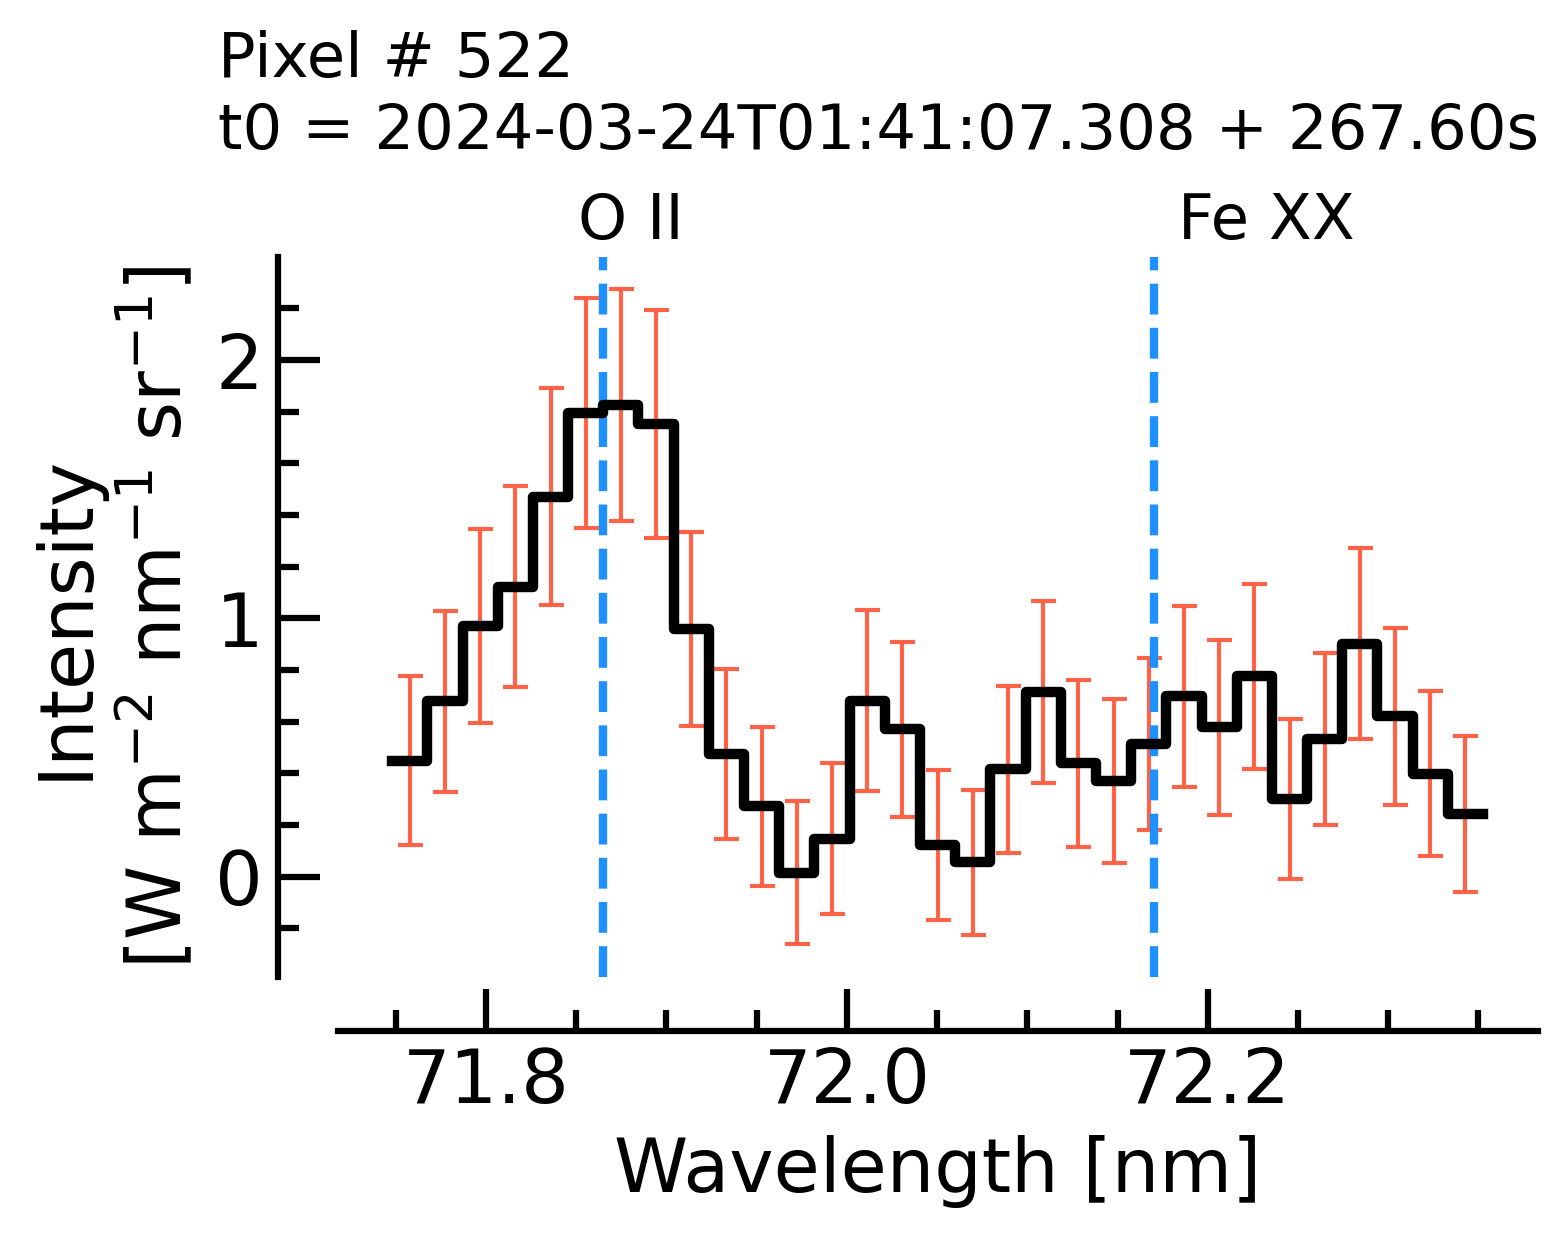 Pixel # 522
t0 = 2024-03-24T01:41:07.308 + 267.60s
O II
Fe XX
Intensity
[W m⁻² nm⁻¹ sr⁻¹]
2
1
0
71.8
72.0
72.2
Wavelength [nm]